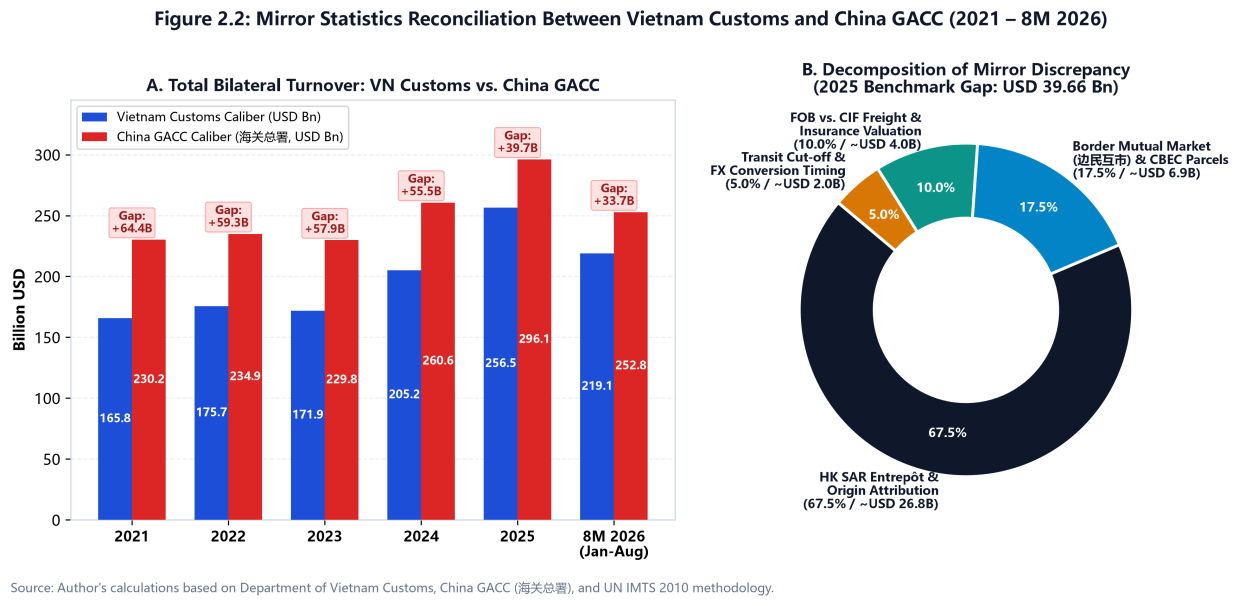 Figure 2.2: Mirror Statistics Reconciliation Between Vietnam Customs and China GACC (2021 – 8M 2026)
A. Total Bilateral Turnover: VN Customs vs. China GACC
Vietnam Customs Caliber (USD Bn)
China GACC Caliber (海关总署, USD Bn)
Billion USD
300
250
200
150
100
50
0
Gap:
+64.4B
Gap:
+59.3B
Gap:
+57.9B
Gap:
+55.5B
Gap:
+39.7B
Gap:
+33.7B
165.8
230.2
175.7
234.9
171.9
229.8
205.2
260.6
256.5
296.1
219.1
252.8
2021
2022
2023
2024
2025
8M 2026
(Jan-Aug)
B. Decomposition of Mirror Discrepancy
(2025 Benchmark Gap: USD 39.66 Bn)
FOB vs. CIF Freight &
Insurance Valuation
(10.0% / ~USD 4.0B)
Transit Cut-off &
FX Conversion Timing
(5.0% / ~USD 2.0B)
Border Mutual Market
(边民互市) & CBEC Parcels
(17.5% / ~USD 6.9B)
10.0%
5.0%
17.5%
67.5%
HK SAR Entrepôt &
Origin Attribution
(67.5% / ~USD 26.8B)
Source: Author's calculations based on Department of Vietnam Customs, China GACC (海关总署), and UN IMTS 2010 methodology.